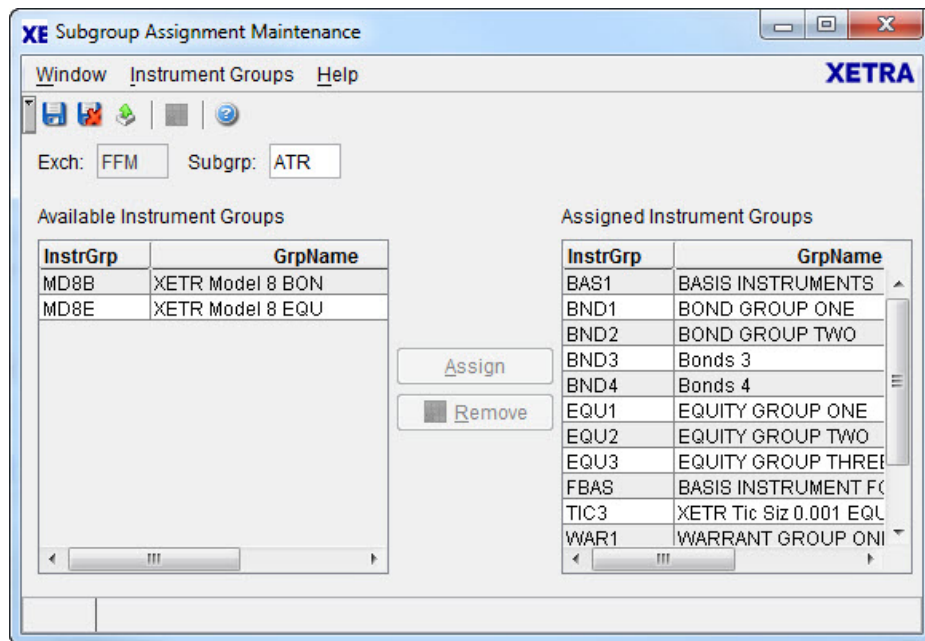 XE Subgroup Assignment Maintenance
Window Instrument Groups Help XETRA
Exch: FFM Subgrp: ATR
Available Instrument Groups
InstrGrp GrpName
MD8B XETR Model 8 BON
MD8E XETR Model 8 EQU
Assign
Remove
Assigned Instrument Groups
InstrGrp GrpName
BAS1 BASIS INSTRUMENTS
BND1 BOND GROUP ONE
BND2 BOND GROUP TWO
BND3 Bonds 3
BND4 Bonds 4
EQU1 EQUITY GROUP ONE
EQU2 EQUITY GROUP TWO
EQU3 EQUITY GROUP THREE
FBAS BASIS INSTRUMENT FO
TIC3 XETR Tic Siz 0.001 EQU
WAR1 WARRANT GROUP ONE